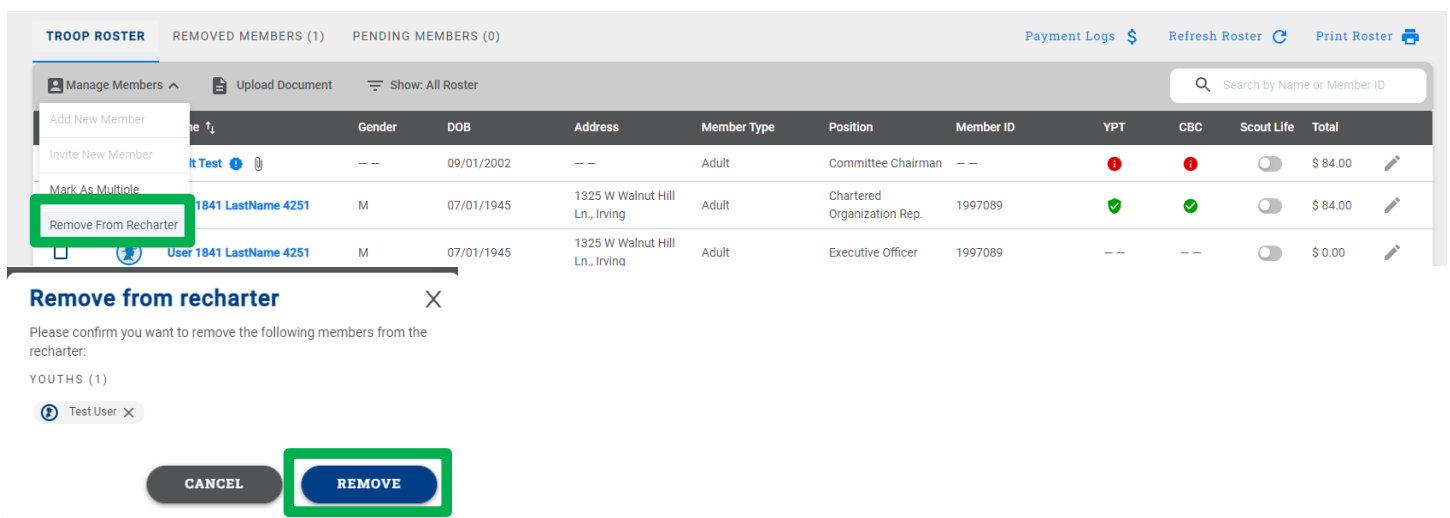 TROOP ROSTER REMOVED MEMBERS (1) PENDING MEMBERS (0) Payment Logs $ Refresh Roster Print Roster
Manage Members Upload Document Show: All Roster Search by Name or Member ID
Add New Member
Gender DOB Address Member Type Position Member ID YPT CBC Scout Life Total
Invite New Member
Test -- 09/01/2002 -- Adult Committee Chairman -- $ 84.00
Mark As Multiple
1841 LastName 4251 M 07/01/1945 1325 W Walnut Hill Ln., Irving Adult Chartered Organization Rep. 1997089 $ 84.00
Remove From Recharter
User 1841 LastName 4251 M 07/01/1945 1325 W Walnut Hill Ln., Irving Adult Executive Officer 1997089 -- -- $ 0.00
Remove from recharter
Please confirm you want to remove the following members from the
recharter:
YOUTHS (1)
Test User
CANCEL REMOVE